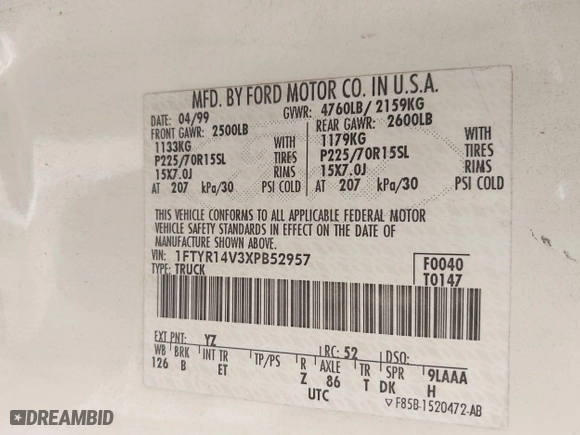 MFD. BY FORD MOTOR CO. IN U.S.A.
DATE: 04/99 GVWR: 4760LB/ 2159KG
FRONT GAWR: 2500LB REAR GAWR: 2600LB
1133KG WITH 1179KG WITH
P225/70R15SL TIRES P225/70R15SL TIRES
15X7.0J RIMS 15X7.0J RIMS
AT 207 kPa/30 PSI COLD AT 207 kPa/30 PSI COLD
THIS VEHICLE CONFORMS TO ALL APPLICABLE FEDERAL MOTOR
VEHICLE SAFETY STANDARDS IN EFFECT ON THE DATE OF
MANUFACTURE SHOWN ABOVE.
VIN: 1FTYR14V3XPB52957 F0040
TYPE: TRUCK T0147
EXT PNT: YZ RC: 52 DSO:
WB BRK INT TR TP/PS R AXLE TR SPR 9LAAA
126 B ET Z 86 T DK H
UTC
▽ F85B-1520472-AB
DREAMBID